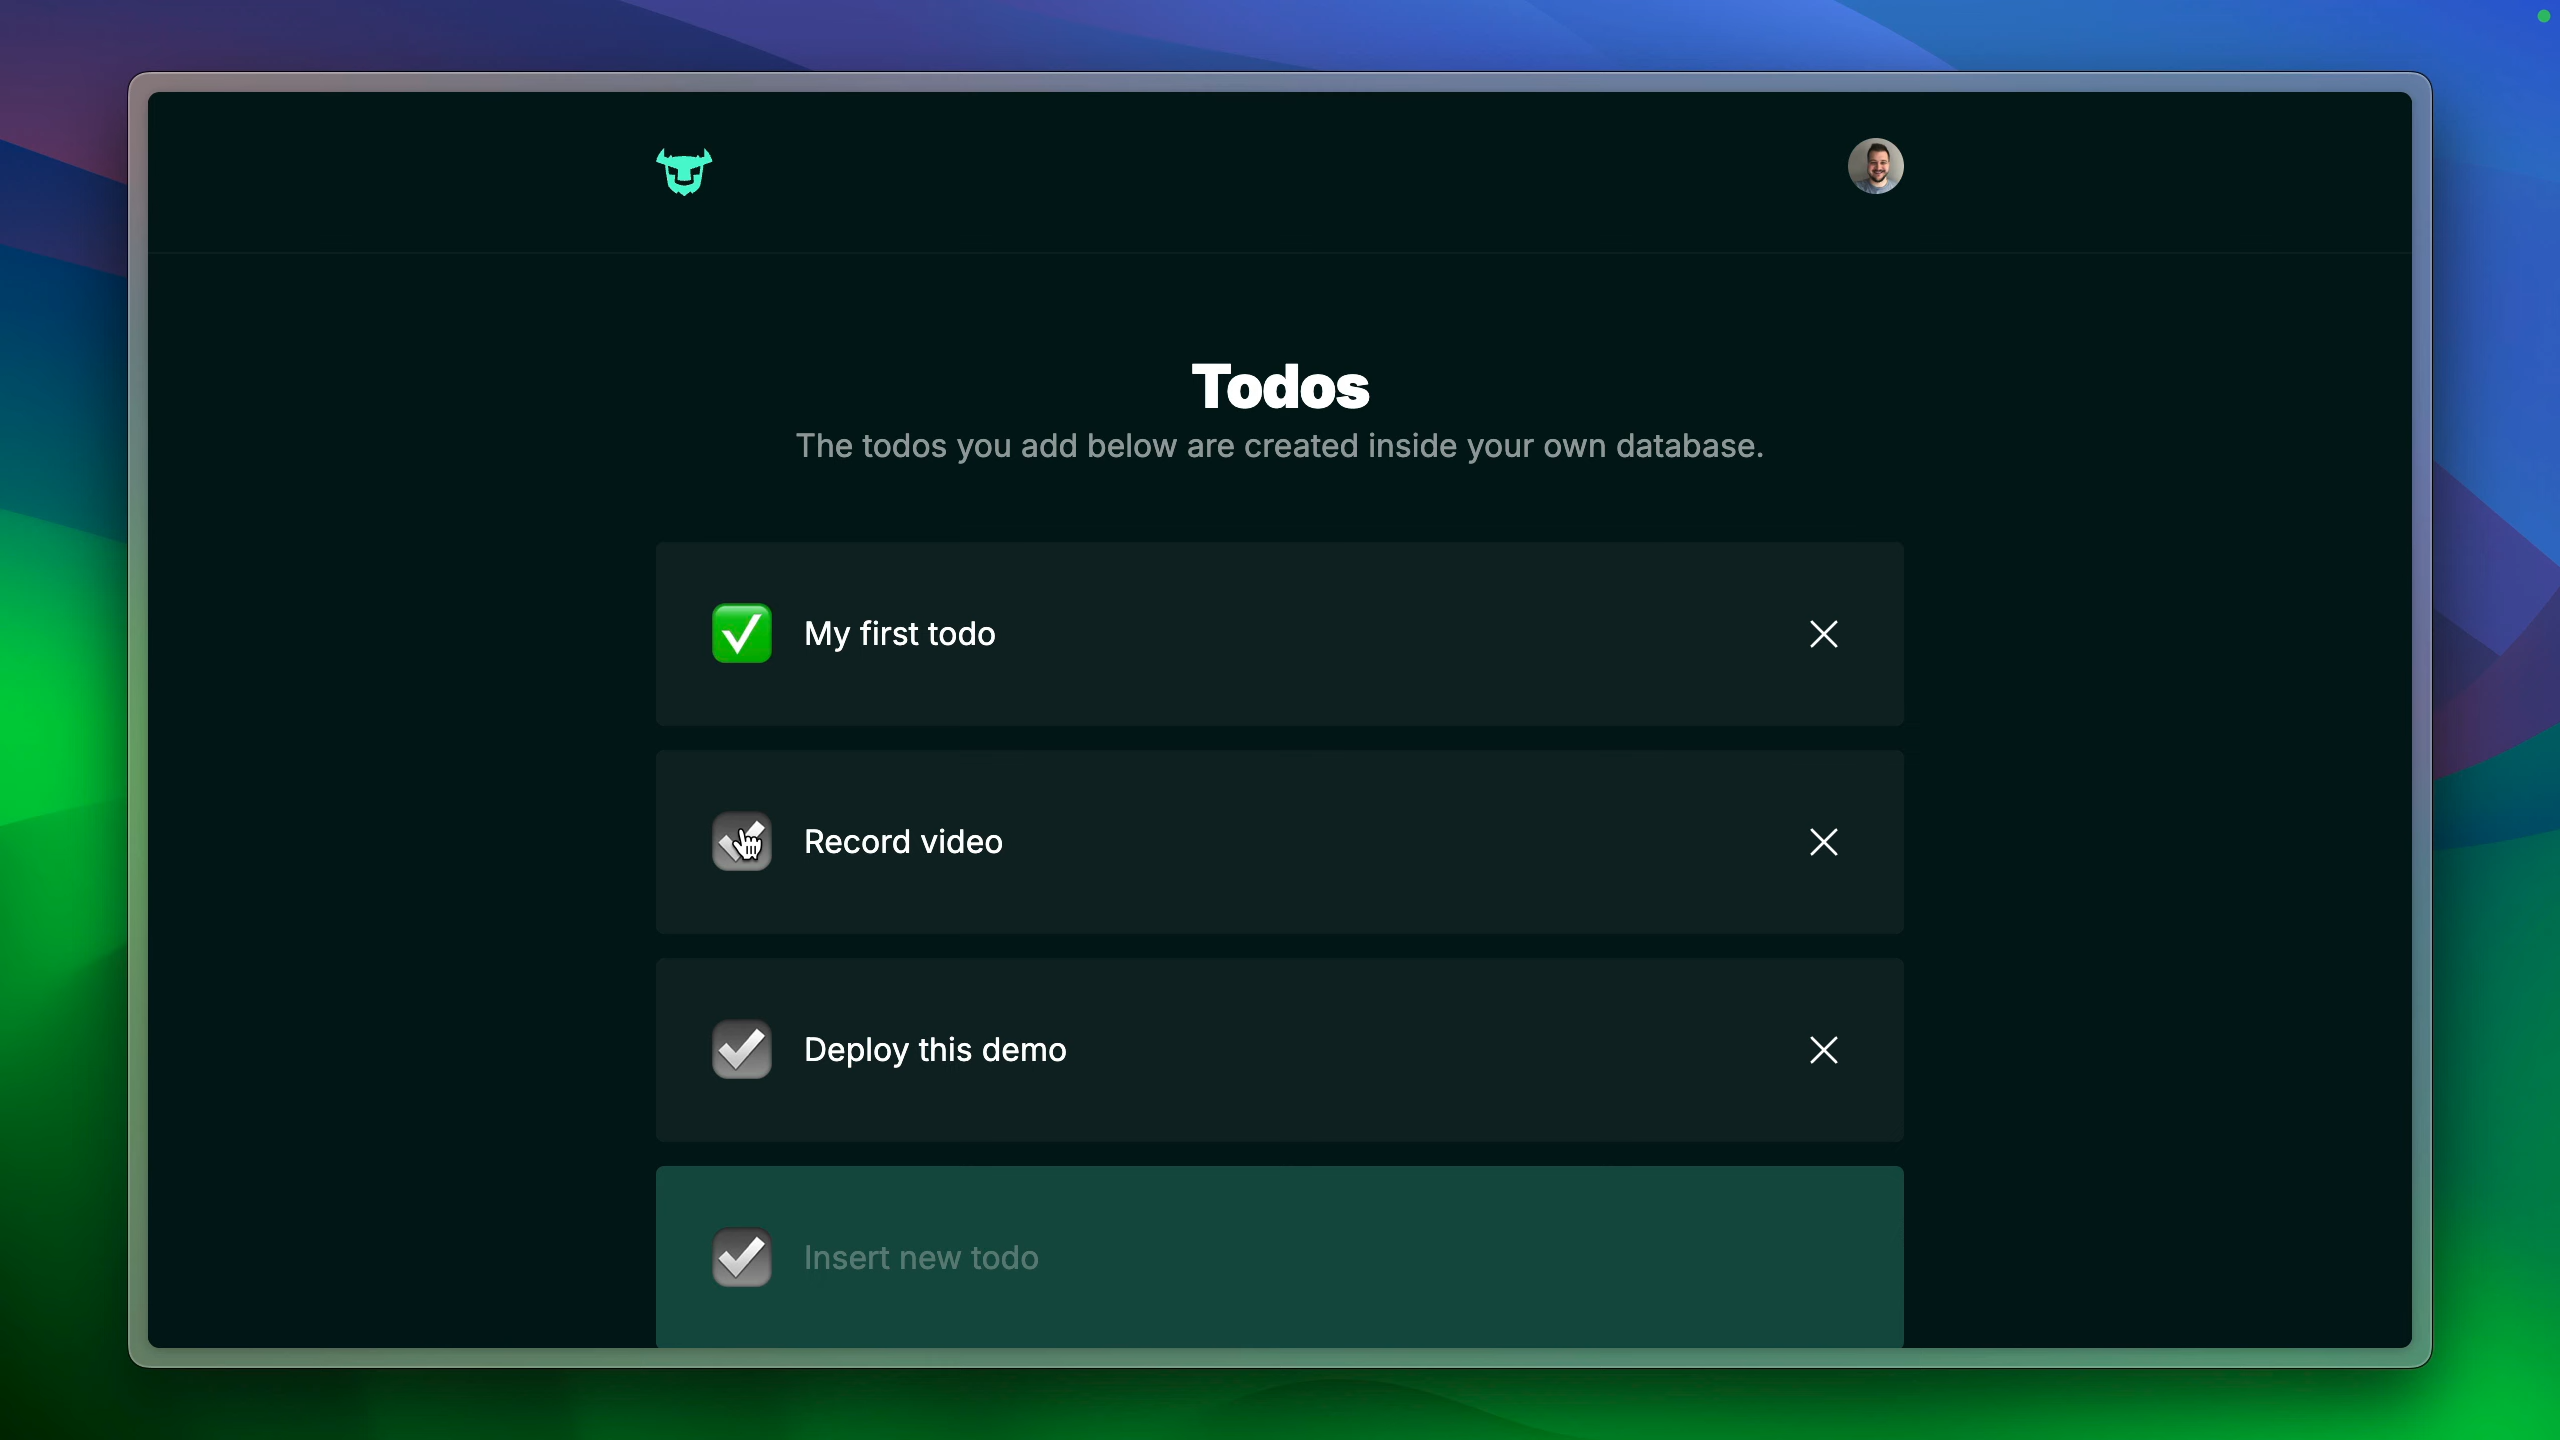 Todos
The todos you add below are created inside your own database.
My first todo
Record video
Deploy this demo
Insert new todo